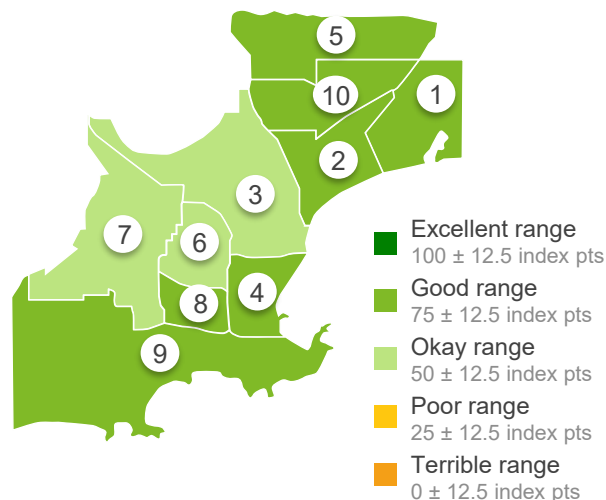 5
10
1
2
3
7
6
8
4
9
Excellent range
100 ± 12.5 index pts
Good range
75 ± 12.5 index pts
Okay range
50 ± 12.5 index pts
Poor range
25 ± 12.5 index pts
Terrible range
0 ± 12.5 index pts